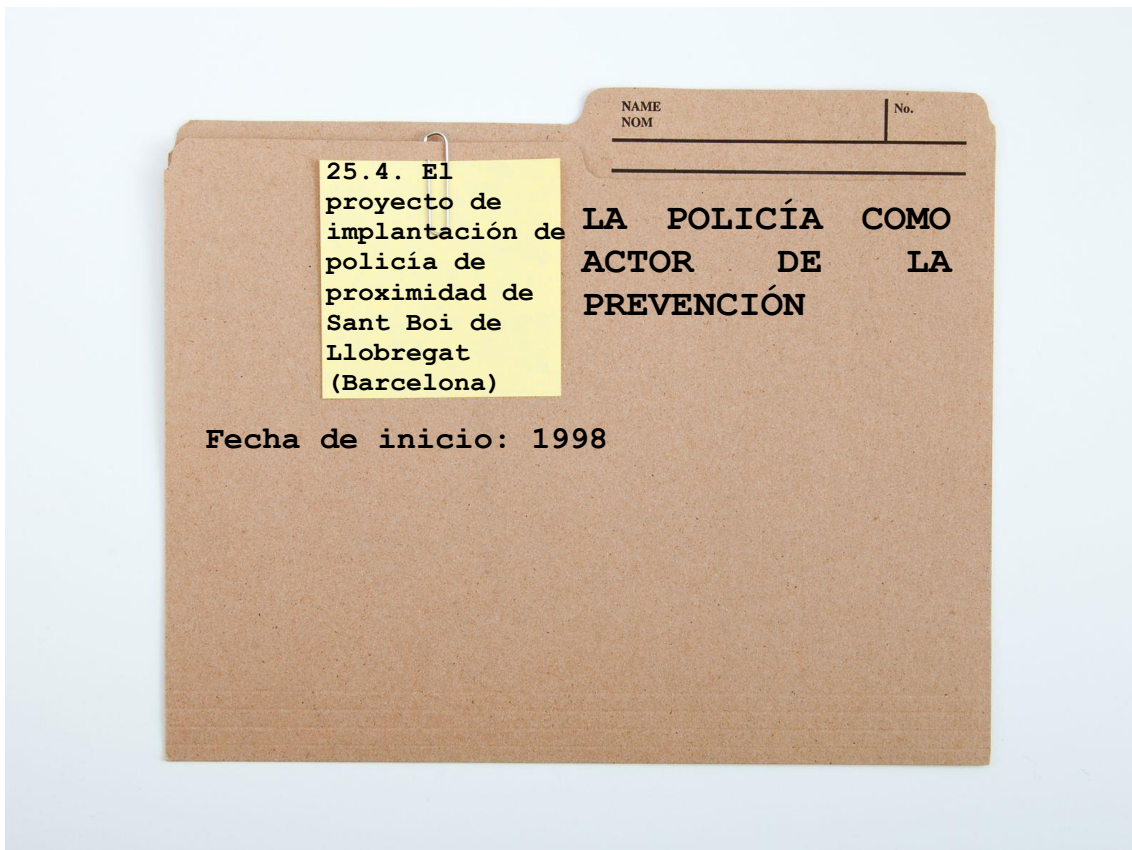 NAME
NOM
No.
25.4. El
proyecto de
implantación de
policía de
proximidad de
Sant Boi de
Llobregat
(Barcelona)
LA POLICÍA COMO
ACTOR DE LA
PREVENCIÓN
Fecha de inicio: 1998